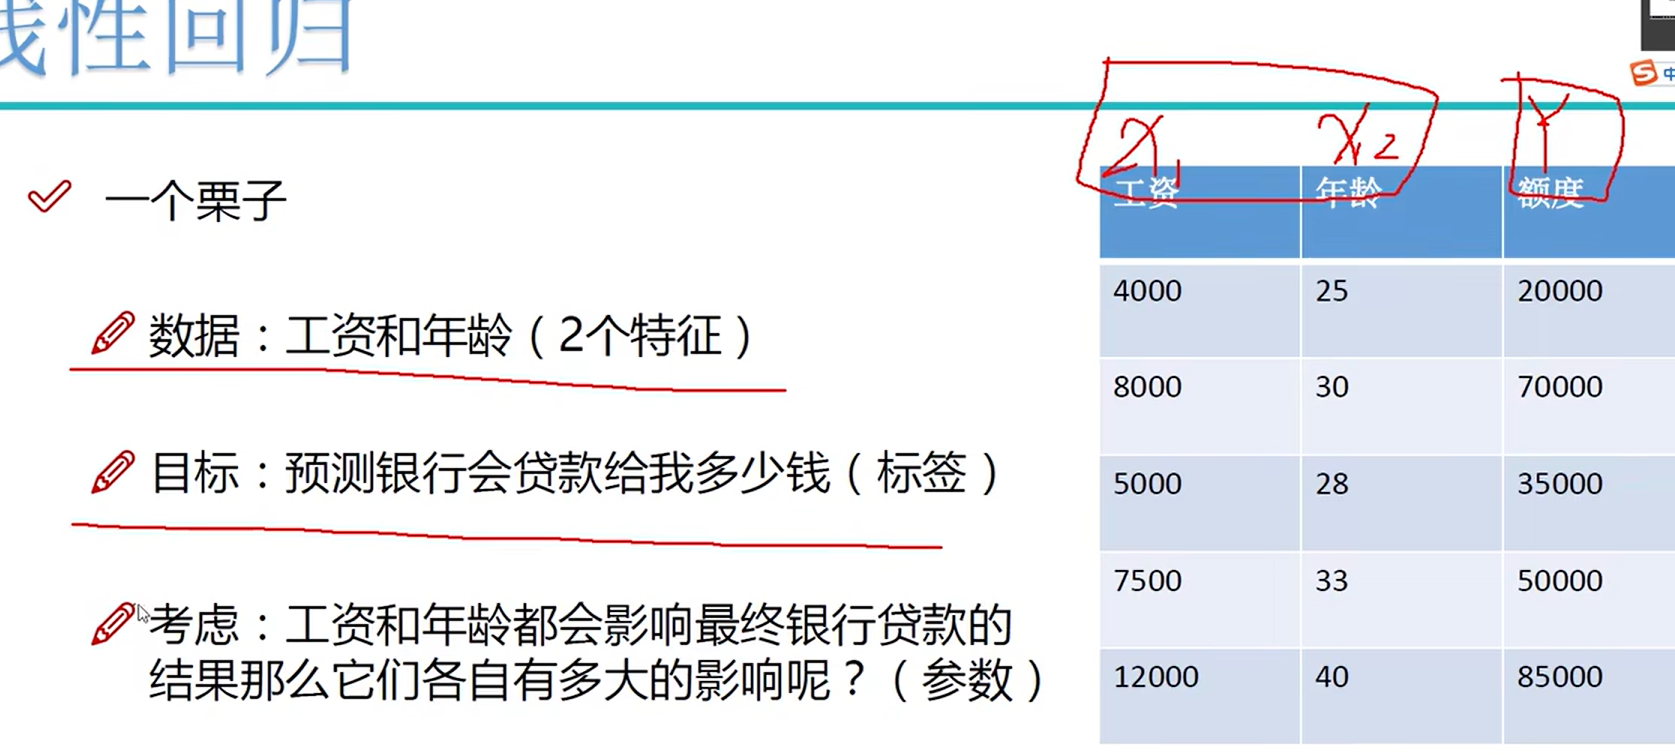 线性回归
X1 X2 Y
工资 年龄 额度
一个栗子
4000 25 20000
数据：工资和年龄（2个特征）
8000 30 70000
目标：预测银行会贷款给我多少钱（标签）
5000 28 35000
7500 33 50000
考虑：工资和年龄都会影响最终银行贷款的
结果那么它们各自有多大的影响呢？（参数）
12000 40 85000